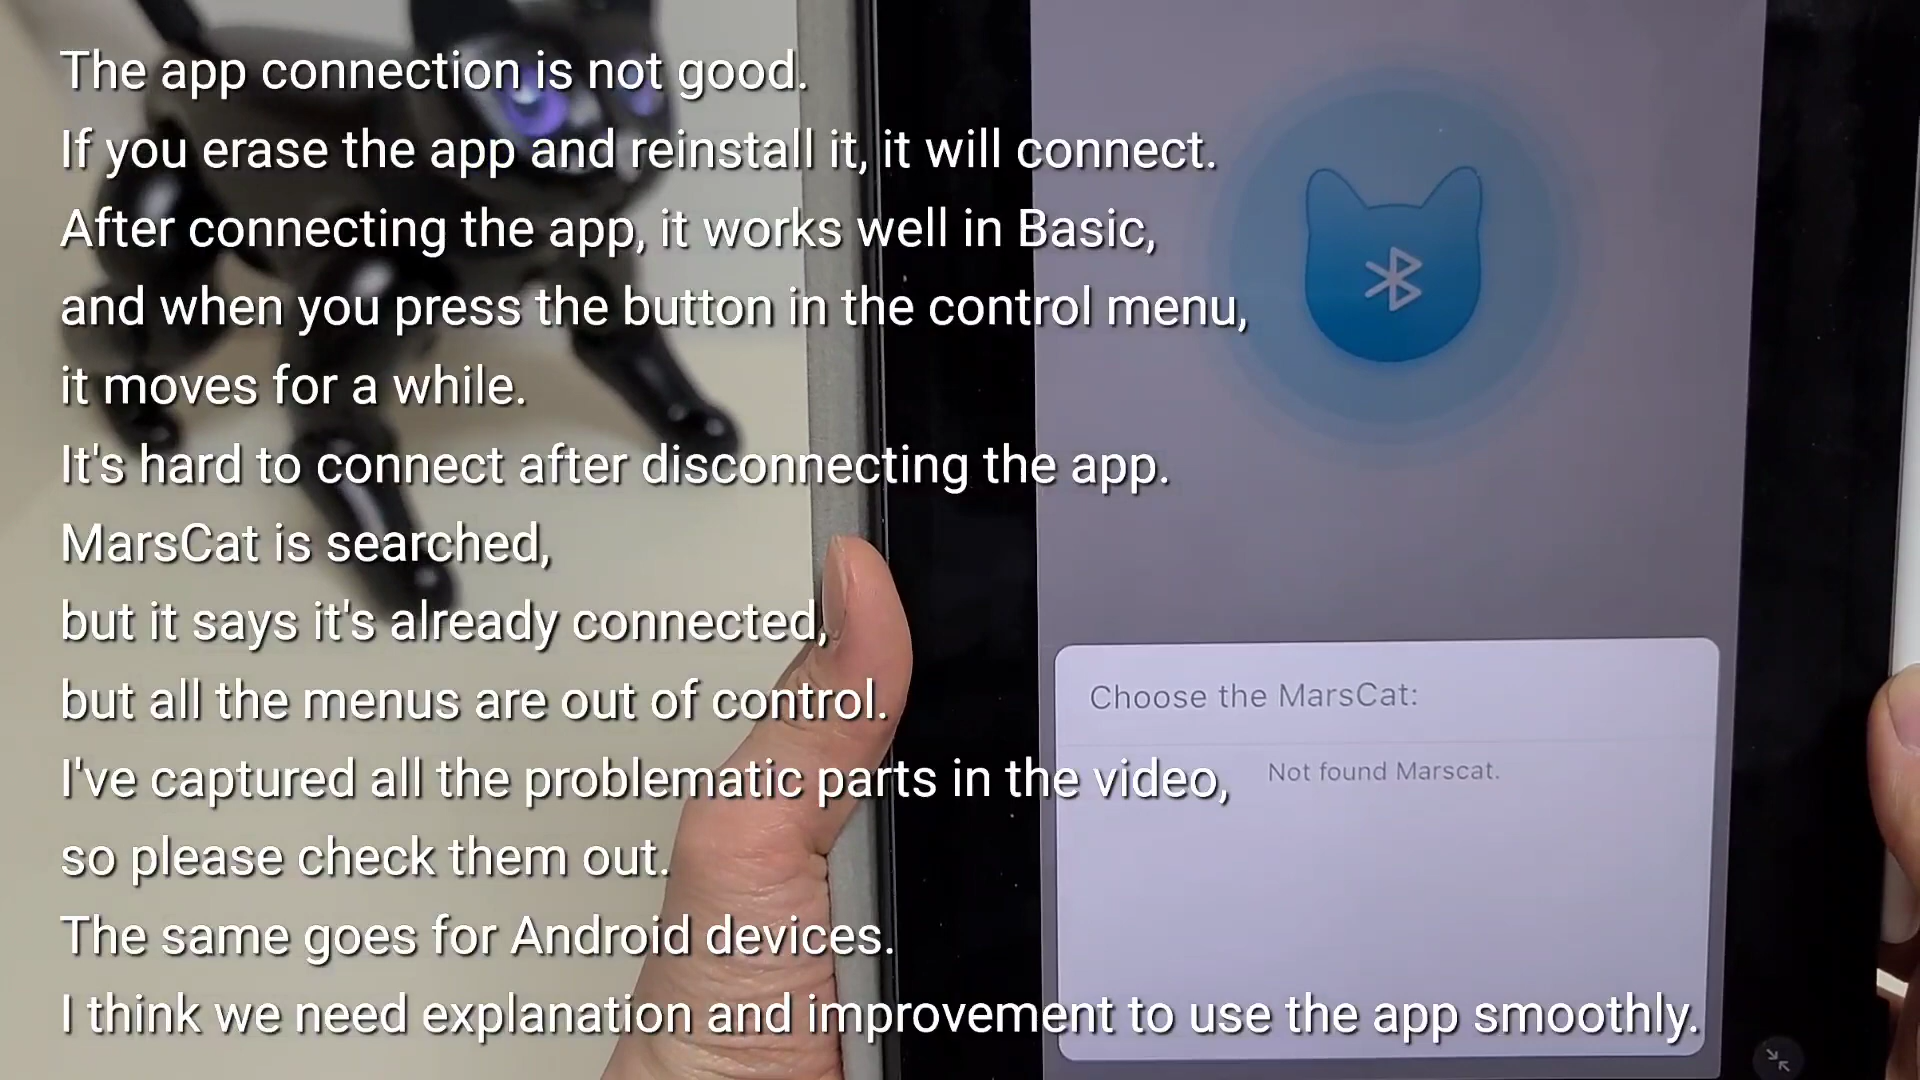 The app connection is not good.
If you erase the app and reinstall it, it will connect.
After connecting the app, it works well in Basic,
and when you press the button in the control menu,
it moves for a while.
It's hard to connect after disconnecting the app.
MarsCat is searched,
but it says it's already connected,
but all the menus are out of control.
I've captured all the problematic parts in the video,
so please check them out.
The same goes for Android devices.
I think we need explanation and improvement to use the app smoothly.
Choose the MarsCat:
Not found Marscat.